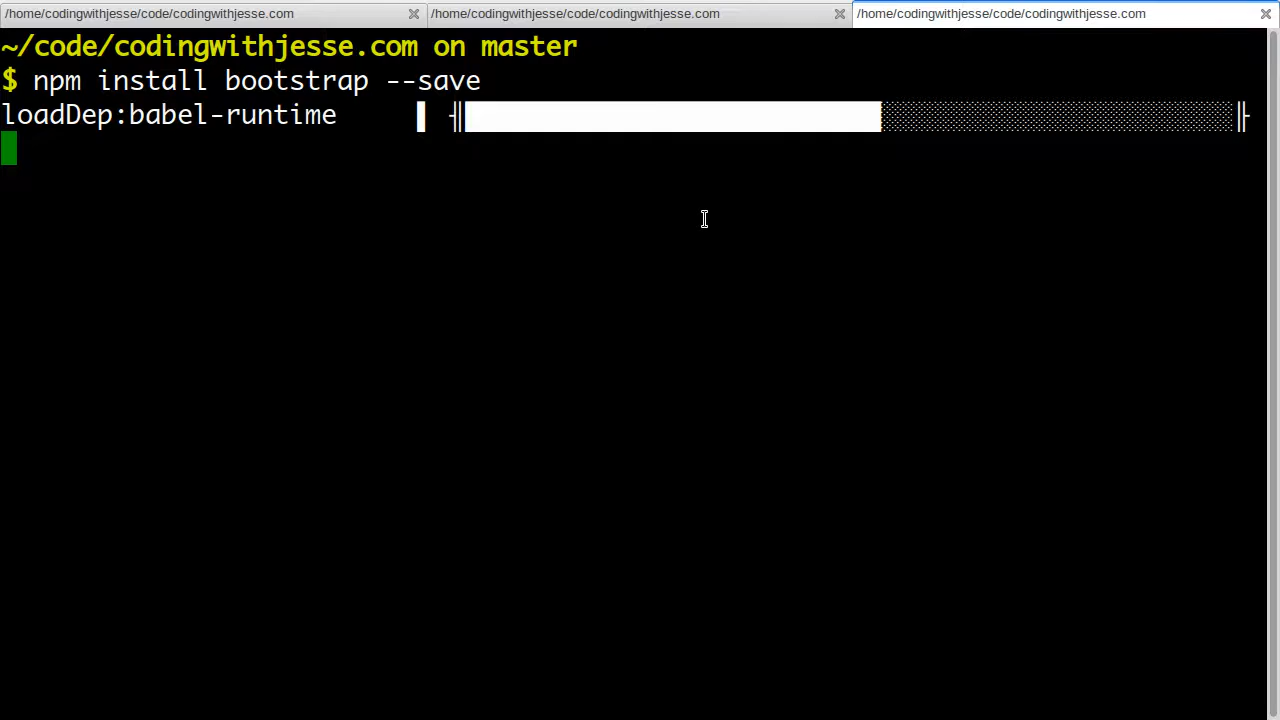 /home/codingwithjesse/code/codingwithjesse.com /home/codingwithjesse/code/codingwithjesse.com /home/codingwithjesse/code/codingwithjesse.com
~/code/codingwithjesse.com on master
$ npm install bootstrap --save
loadDep:babel-runtime